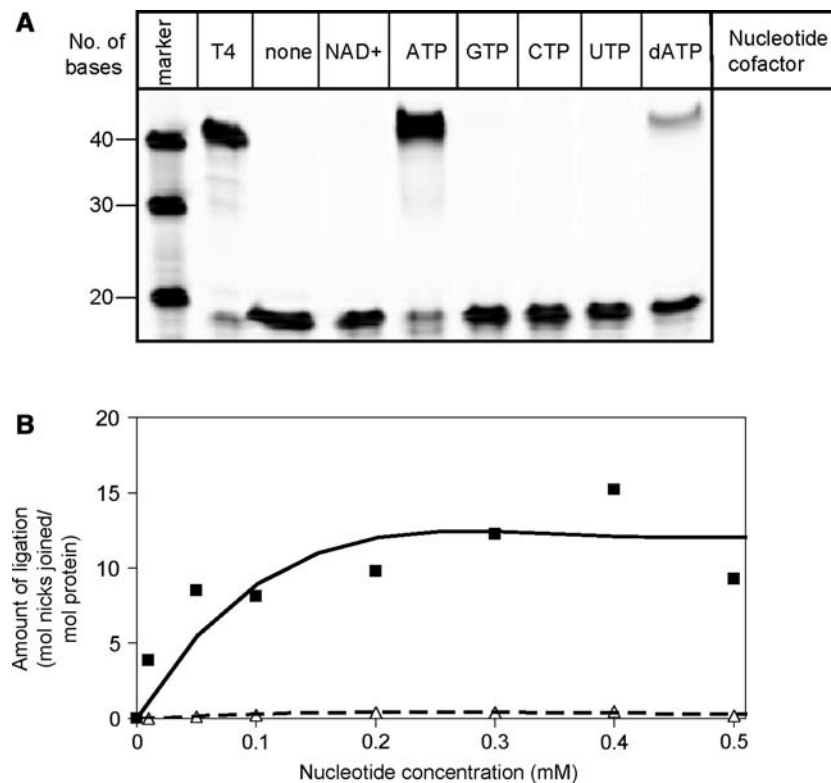 A
No. of bases
marker T4 none NAD+ ATP GTP CTP UTP dATP Nucleotide cofactor
40
30
20
B
Amount of ligation
(mol nicks joined/
mol protein)
20
15
10
5
0
0 0.1 0.2 0.3 0.4 0.5
Nucleotide concentration (mM)